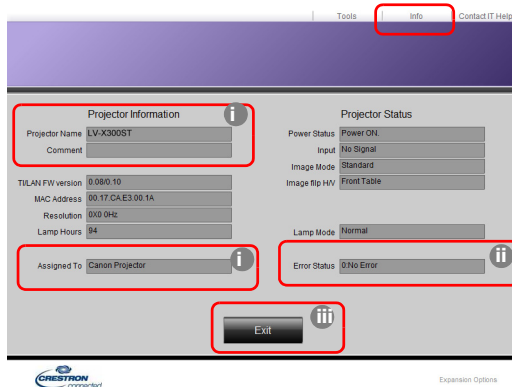 Tools
Info
Contact IT Help
Projector Information
i
Projector Name LV-X300ST
Comment
TI/LAN FW version 0.08/0.10
MAC Address 00.17.CA.E3.00.1A
Resolution 0X0 0Hz
Lamp Hours 94
Assigned To Canon Projector
i
Projector Status
Power Status Power ON.
Input No Signal
Image Mode Standard
Image flip H/V Front Table
Lamp Mode Normal
Error Status 0:No Error
ii
Exit
iii
CRESTRON
connected
Expansion Options